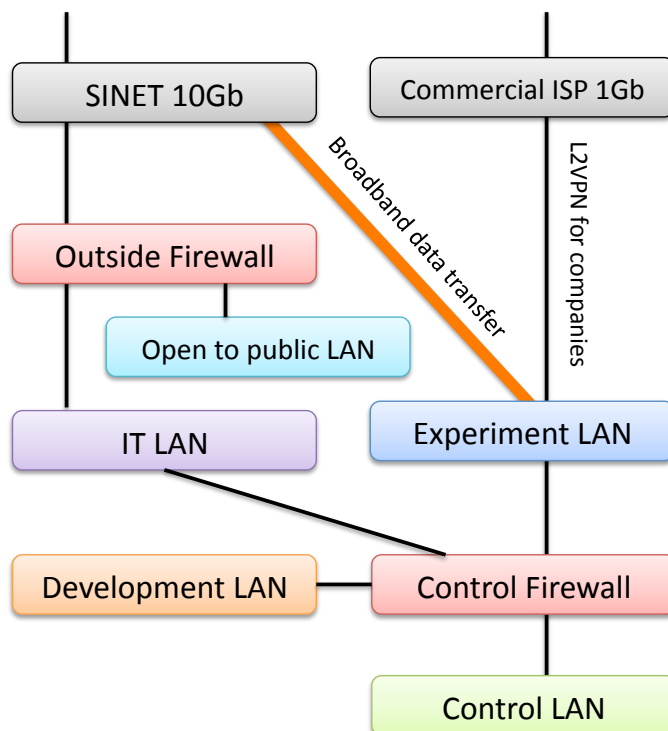 SINET 10Gb
Commercial ISP 1Gb
Broadband data transfer
L2VPN for companies
Outside Firewall
Open to public LAN
IT LAN
Experiment LAN
Development LAN
Control Firewall
Control LAN